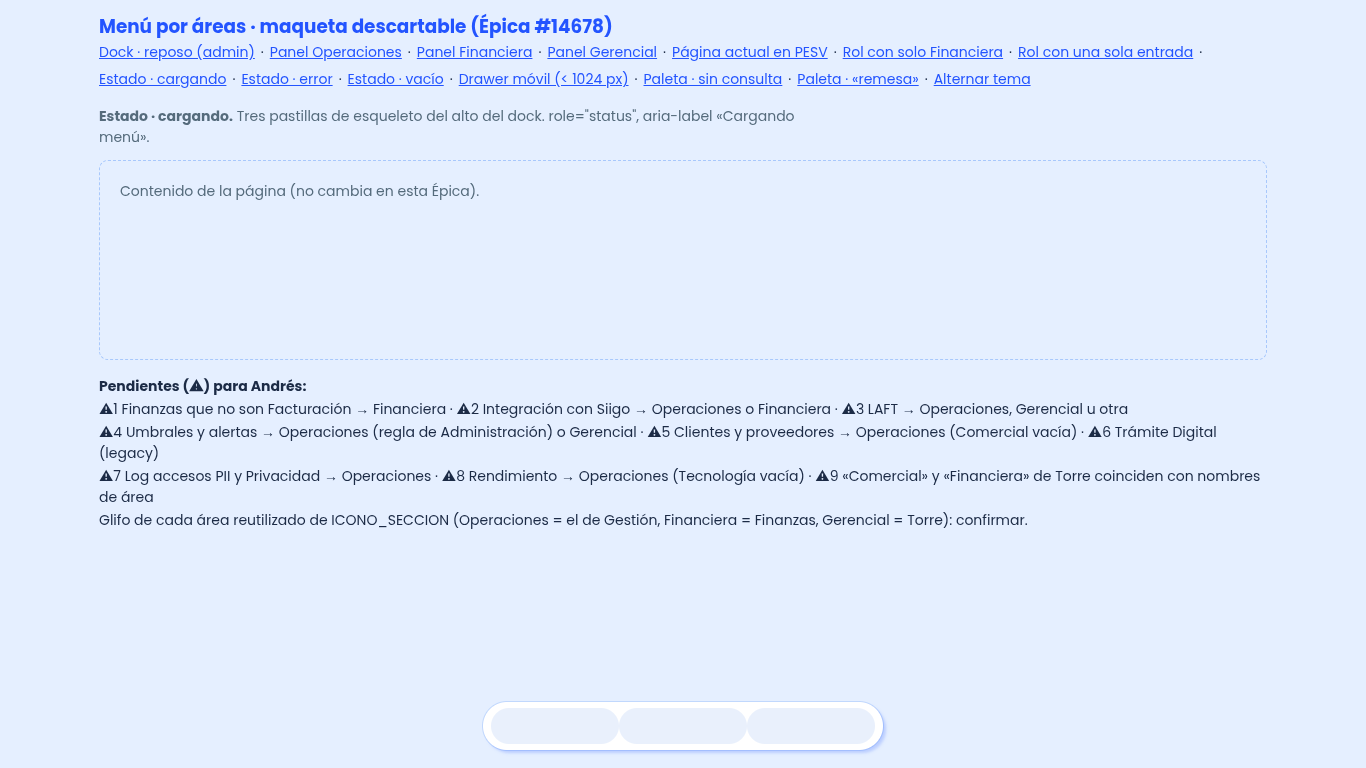 Menú por áreas · maqueta descartable (Épica #14678)
Dock · reposo (admin) · Panel Operaciones · Panel Financiera · Panel Gerencial · Página actual en PESV · Rol con solo Financiera · Rol con una sola entrada ·
Estado · cargando · Estado · error · Estado · vacío · Drawer móvil (< 1024 px) · Paleta · sin consulta · Paleta · «remesa» · Alternar tema
Estado · cargando. Tres pastillas de esqueleto del alto del dock. role="status", aria-label «Cargando
menú».
Contenido de la página (no cambia en esta Épica).
Pendientes (⚠) para Andrés:
⚠1 Finanzas que no son Facturación → Financiera · ⚠2 Integración con Siigo → Operaciones o Financiera · ⚠3 LAFT → Operaciones, Gerencial u otra
⚠4 Umbrales y alertas → Operaciones (regla de Administración) o Gerencial · ⚠5 Clientes y proveedores → Operaciones (Comercial vacía) · ⚠6 Trámite Digital
(legacy)
⚠7 Log accesos PII y Privacidad → Operaciones · ⚠8 Rendimiento → Operaciones (Tecnología vacía) · ⚠9 «Comercial» y «Financiera» de Torre coinciden con nombres
de área
Glifo de cada área reutilizado de ICONO_SECCION (Operaciones = el de Gestión, Financiera = Finanzas, Gerencial = Torre): confirmar.